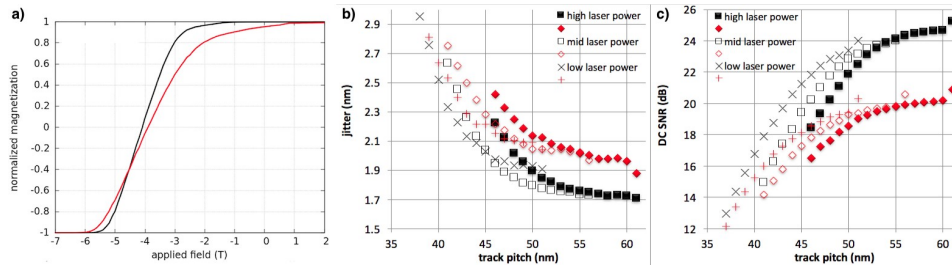 a)
1
0.8
0.6
0.4
0.2
0
-0.2
-0.4
-0.6
-0.8
-1
normalized magnetization
-7 -6 -5 -4 -3 -2 -1 0 1 2
applied field (T)
b)
2.9
2.7
2.5
2.3
2.1
1.9
1.7
1.5
jitter (nm)
high laser power
mid laser power
low laser power
35 40 45 50 55 60
track pitch (nm)
c)
26
24
22
20
18
16
14
12
DC SNR (dB)
high laser power
mid laser power
low laser power
35 40 45 50 55 60
track pitch (nm)